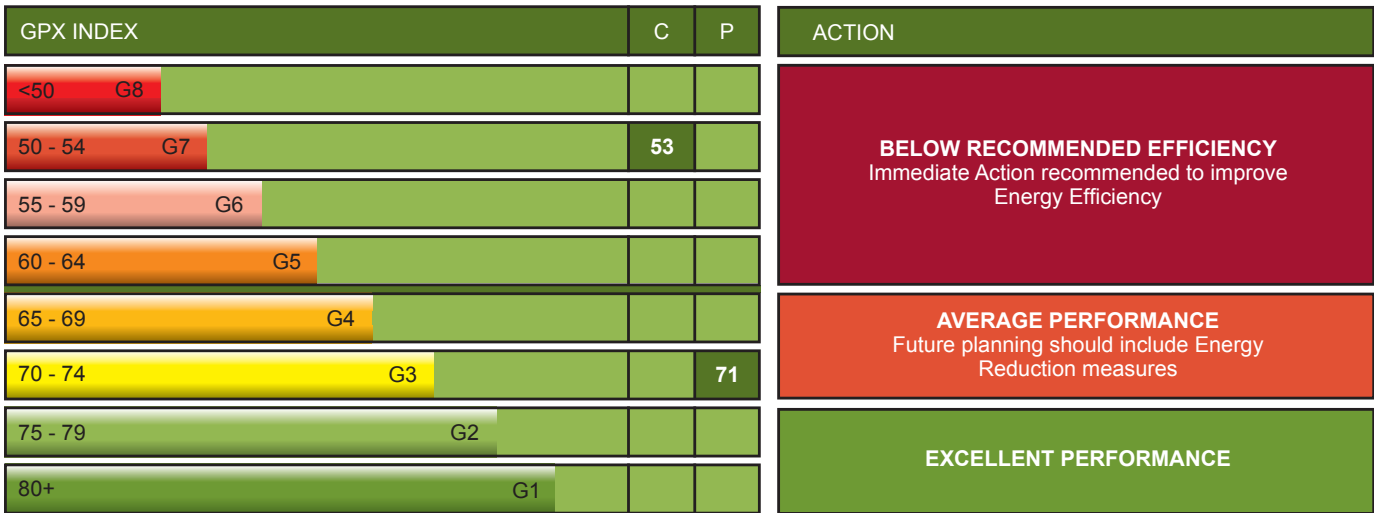 GPX INDEX C P
<50 G8
50 - 54 G7 53
55 - 59 G6
60 - 64 G5
65 - 69 G4
70 - 74 G3 71
75 - 79 G2
80+ G1
ACTION
BELOW RECOMMENDED EFFICIENCY
Immediate Action recommended to improve
Energy Efficiency
AVERAGE PERFORMANCE
Future planning should include Energy
Reduction measures
EXCELLENT PERFORMANCE